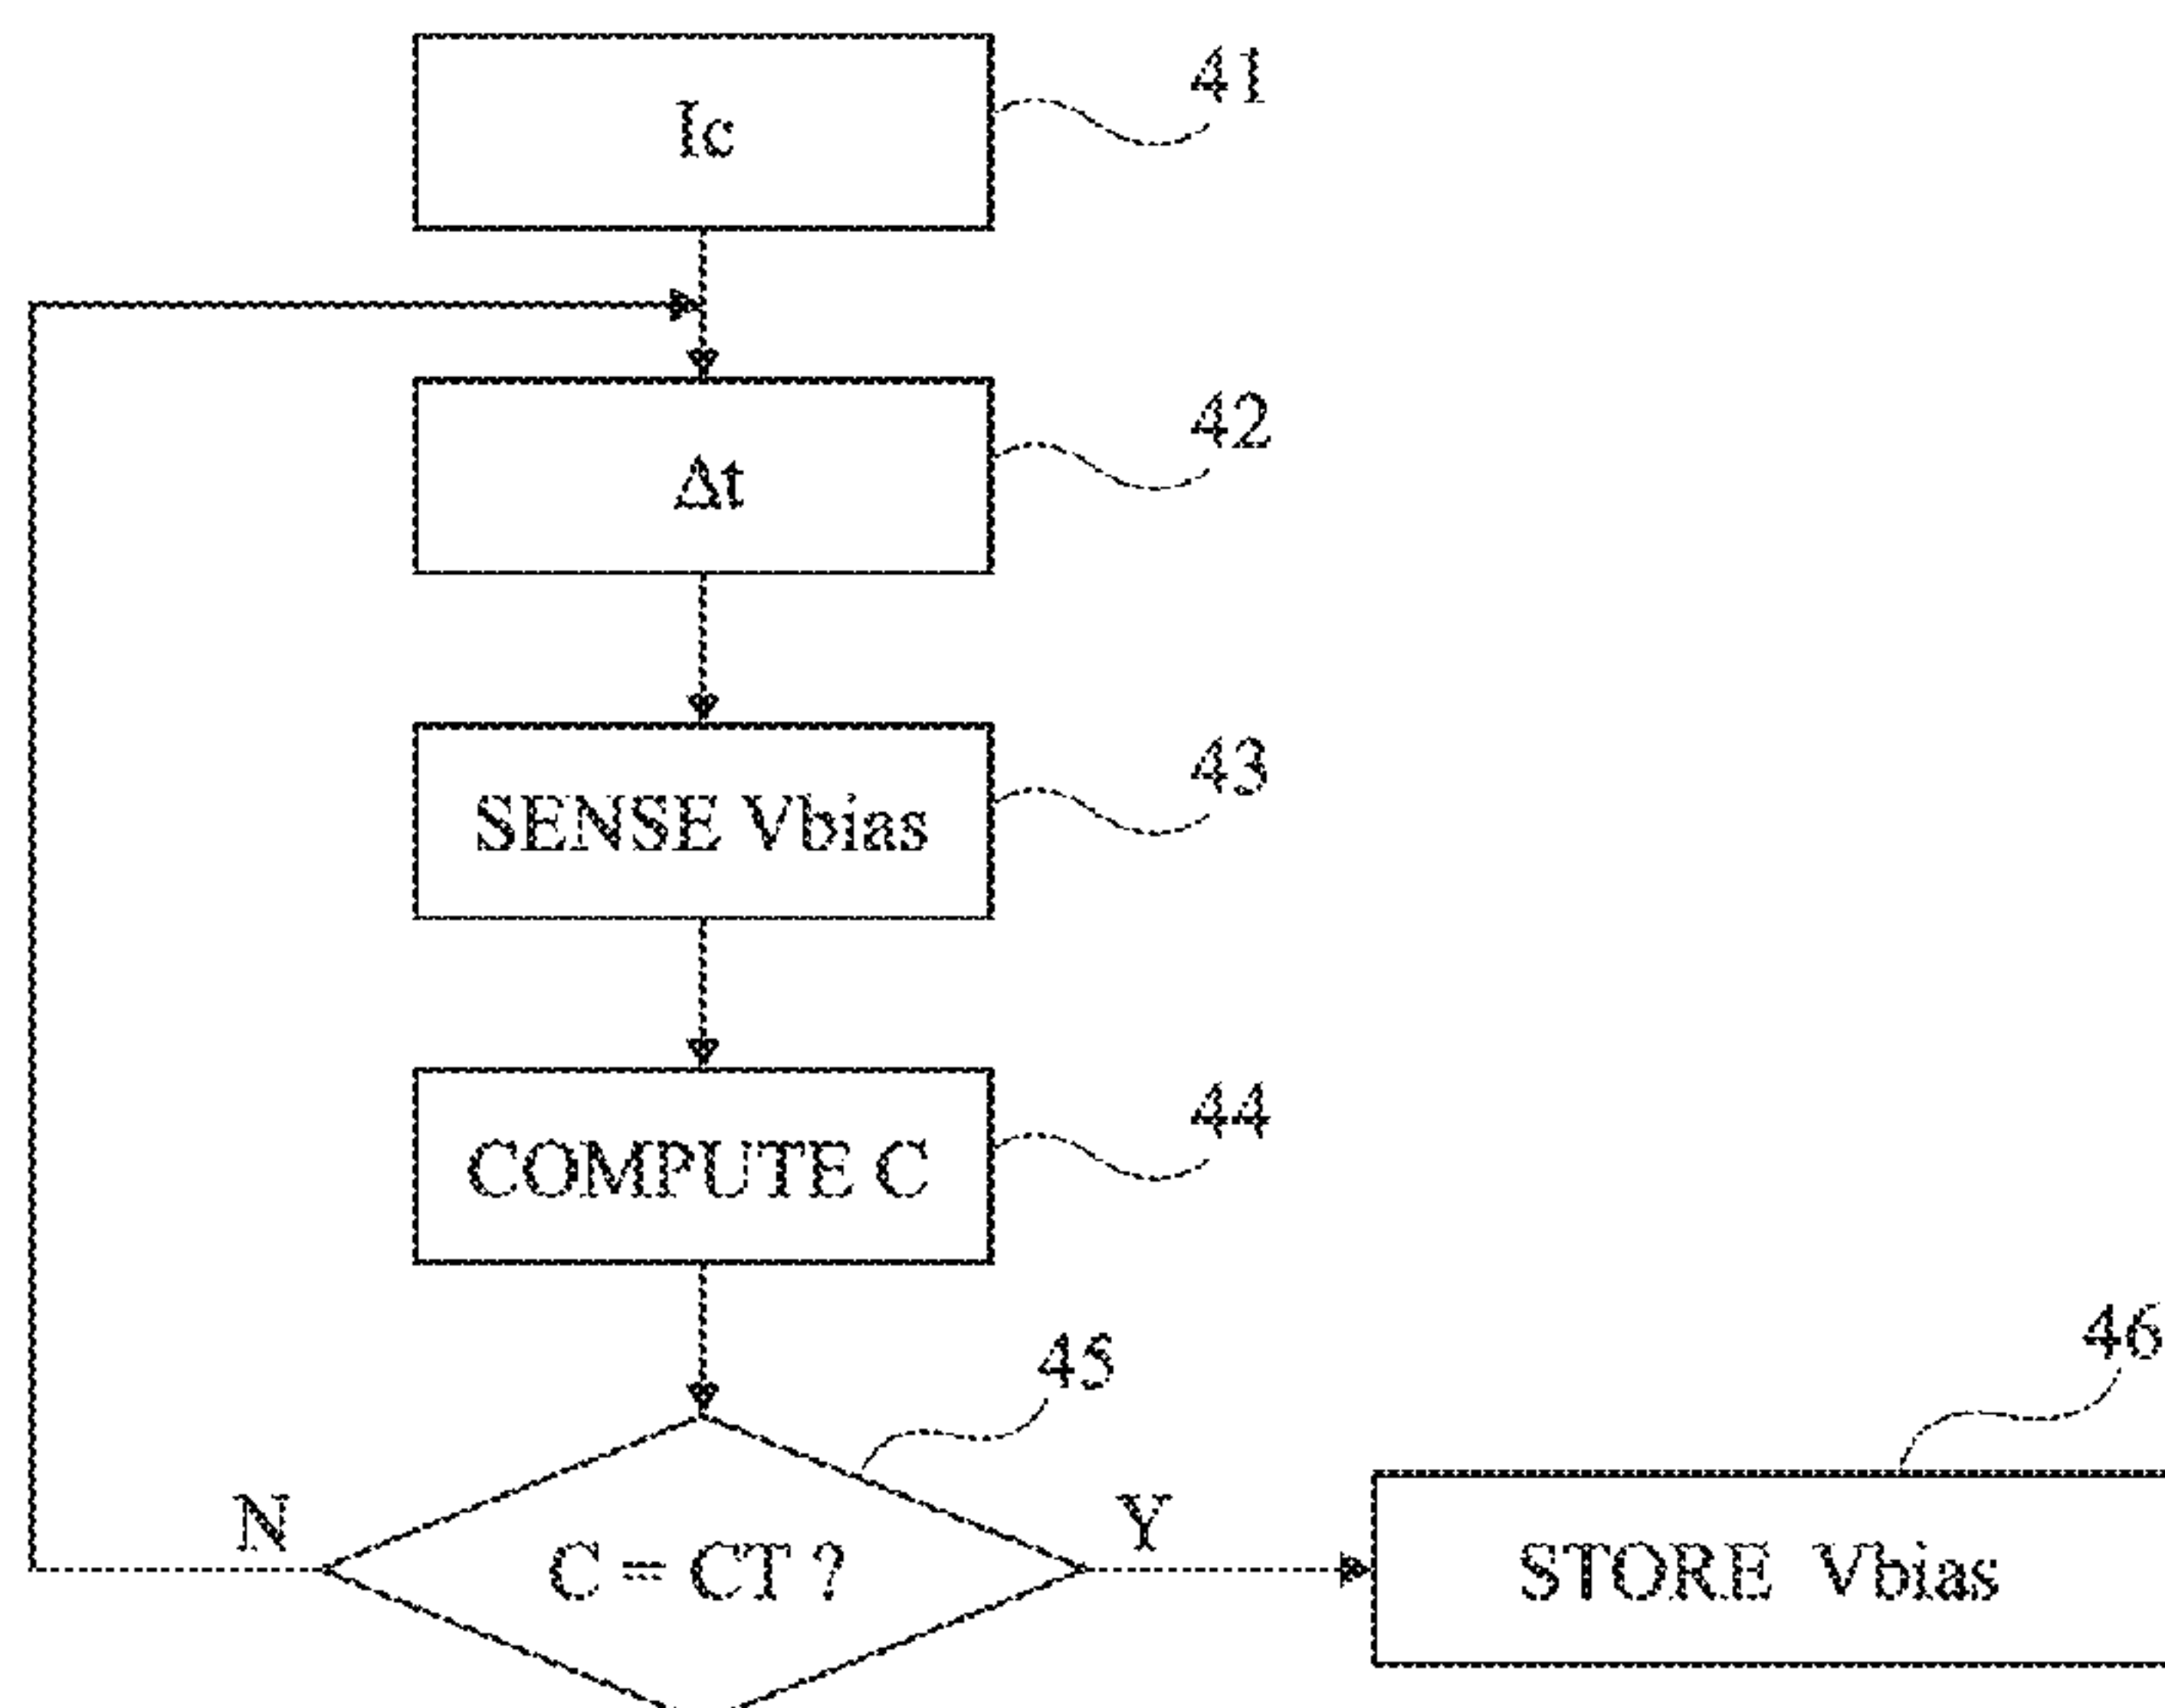 Ic
41
Δt
42
SENSE Vbias
43
COMPUTE C
44
45
46
N
C = CT ?
Y
STORE Vbias